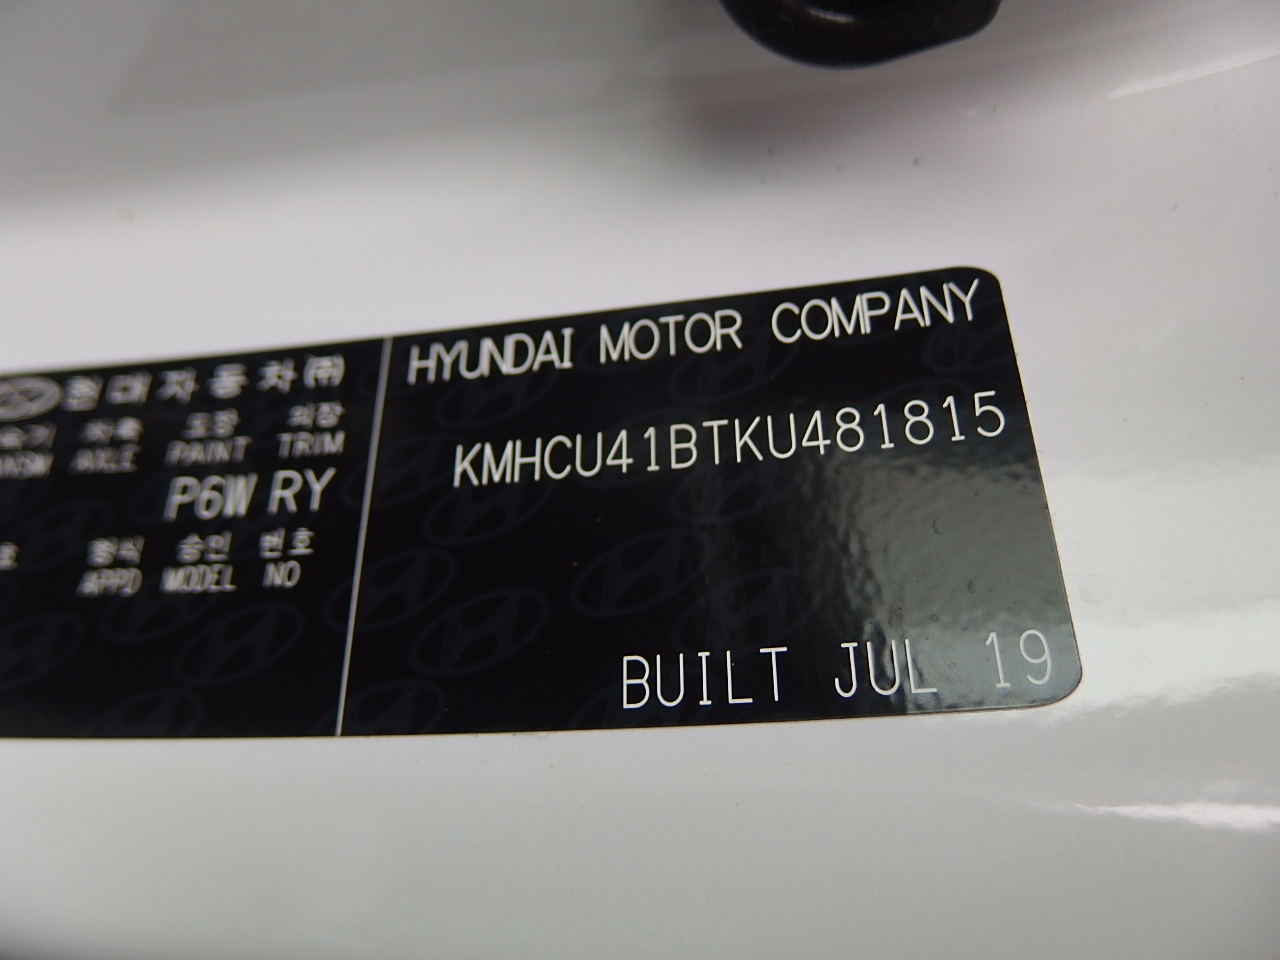 현대자동차(주)
차축 도장 의장
AXLE PAINT TRIM
P6W RY
형식 승인 번호
APPD MODEL NO
HYUNDAI MOTOR COMPANY
KMHCU41BTKU481815
BUILT JUL 19